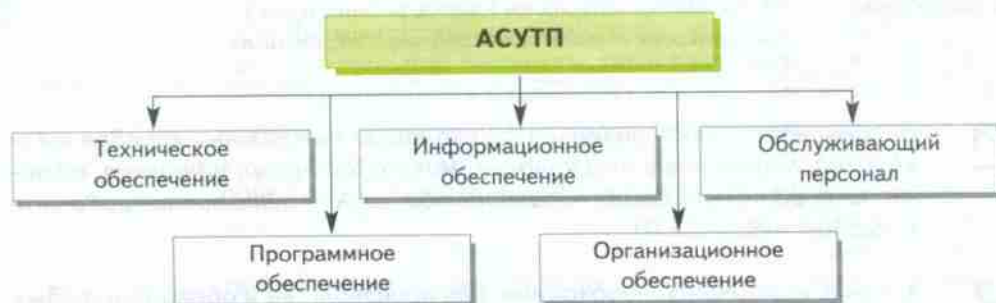 АСУТП
Техническое
обеспечение
Информационное
обеспечение
Обслуживающий
персонал
Программное
обеспечение
Организационное
обеспечение